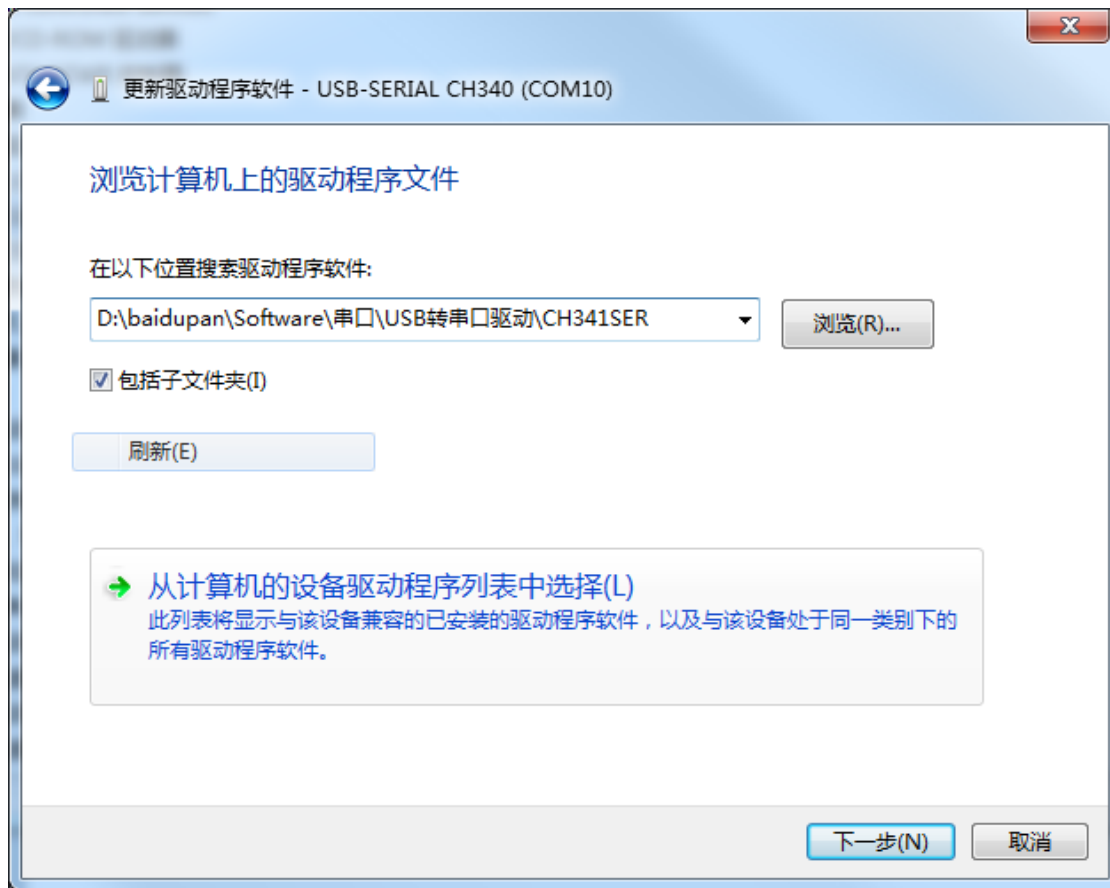 更新驱动程序软件 - USB-SERIAL CH340 (COM10)
浏览计算机上的驱动程序文件
在以下位置搜索驱动程序软件:
D:\baidupan\Software\串口\USB转串口驱动\CH341SER
浏览(R)...
包括子文件夹(I)
刷新(E)
从计算机的设备驱动程序列表中选择(L)
此列表将显示与该设备兼容的已安装的驱动程序软件，以及与该设备处于同一类别下的
所有驱动程序软件。
下一步(N)
取消